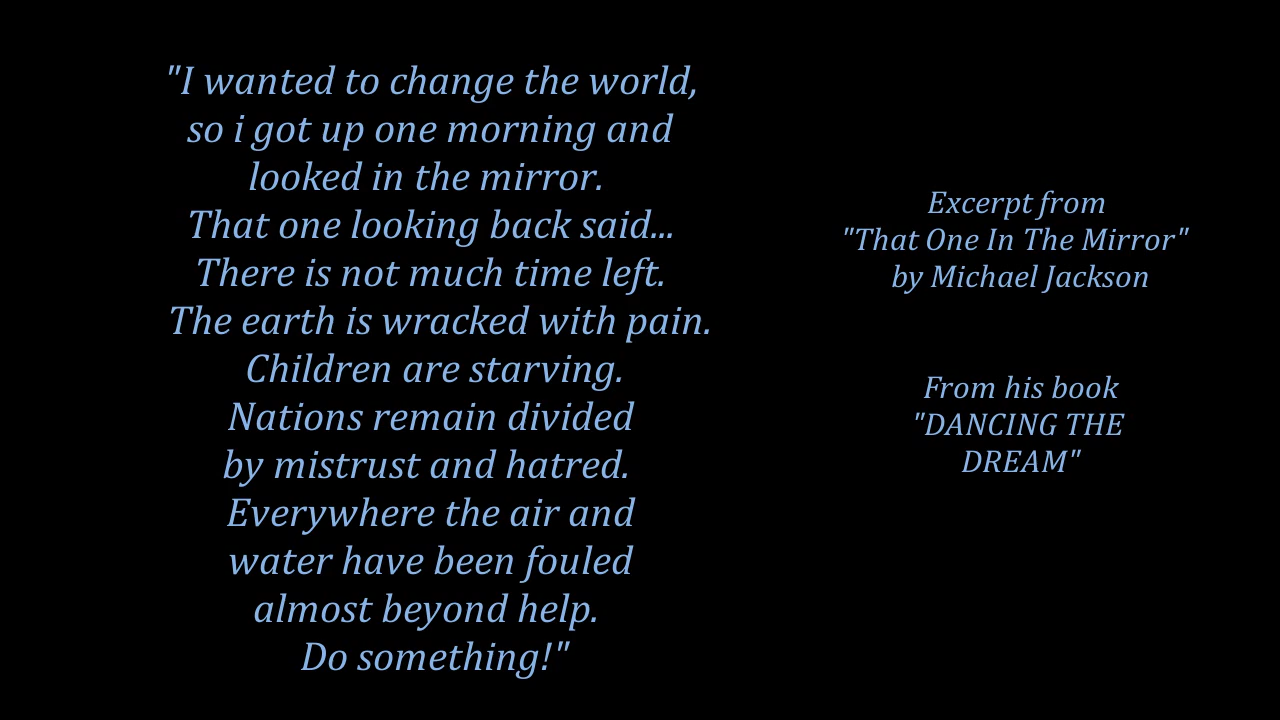 "I wanted to change the world,
so i got up one morning and
looked in the mirror.
That one looking back said...
There is not much time left.
The earth is wracked with pain.
Children are starving.
Nations remain divided
by mistrust and hatred.
Everywhere the air and
water have been fouled
almost beyond help.
Do something!"
Excerpt from
"That One In The Mirror"
by Michael Jackson
From his book
"DANCING THE
DREAM"